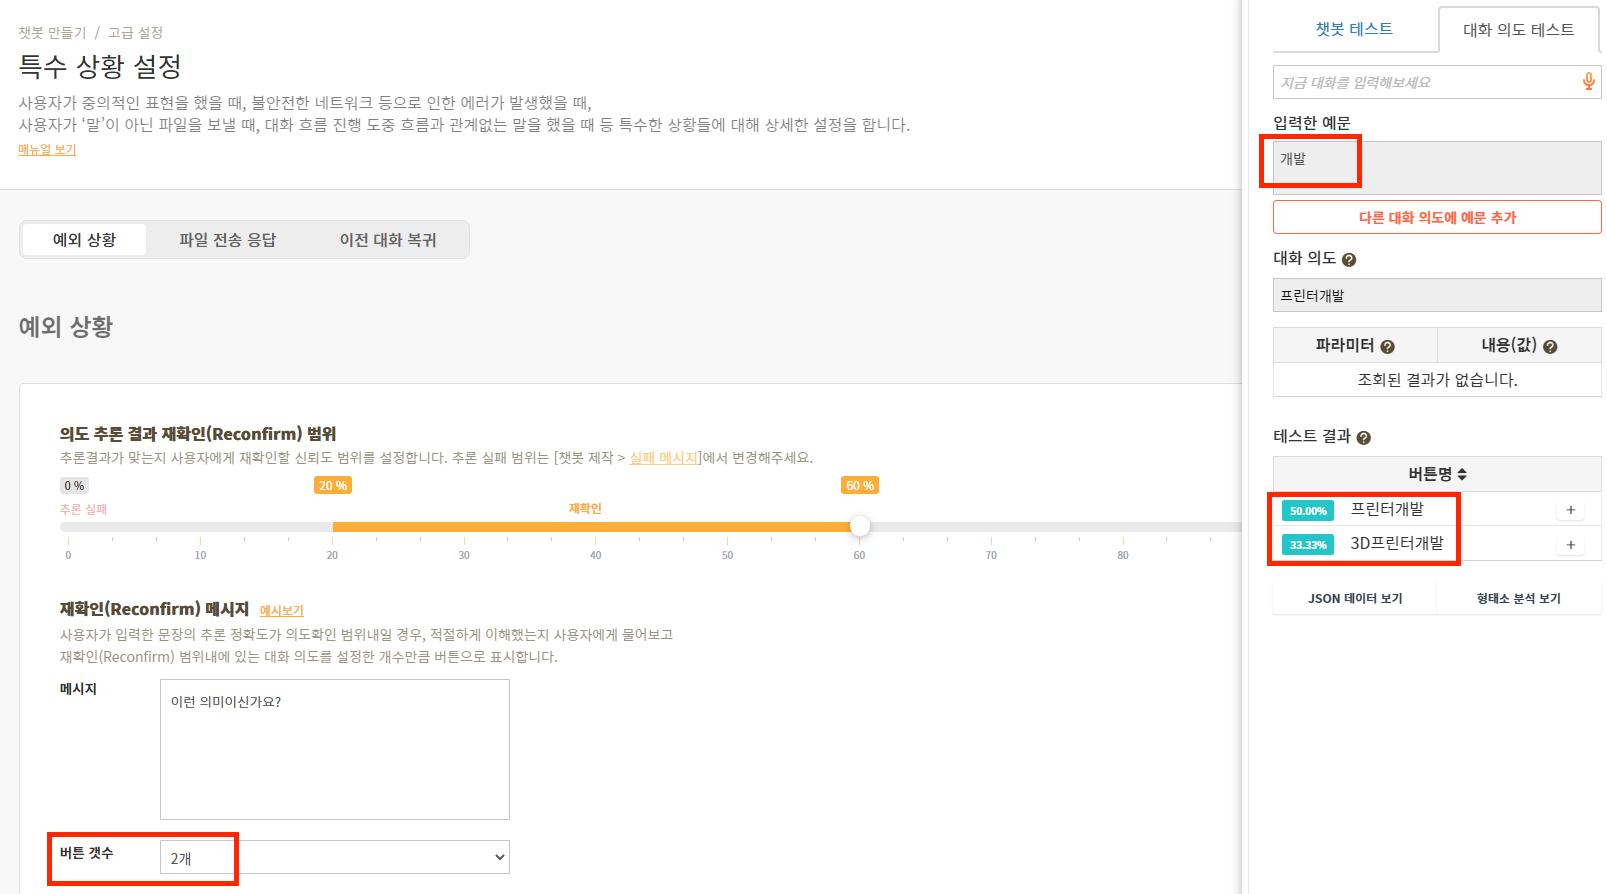 챗봇 만들기 / 고급 설정
특수 상황 설정
사용자가 중의적인 표현을 했을 때, 불안전한 네트워크 등으로 인한 에러가 발생했을 때,
사용자가 ‘말’이 아닌 파일을 보낼 때, 대화 흐름 진행 도중 흐름과 관계없는 말을 했을 때 등 특수한 상황들에 대해 상세한 설정을 합니다.
매뉴얼 보기
예외 상황 파일 전송 응답 이전 대화 복귀
예외 상황
의도 추론 결과 재확인(Reconfirm) 범위
추론결과가 맞는지 사용자에게 재확인할 신뢰도 범위를 설정합니다. 추론 실패 범위는 [챗봇 제작 > 실패 메시지]에서 변경해주세요.
0 % 20 % 60 %
추론 실패 재확인
0 10 20 30 40 50 60 70 80
재확인(Reconfirm) 메시지 예시보기
사용자가 입력한 문장의 추론 정확도가 의도확인 범위내일 경우, 적절하게 이해했는지 사용자에게 물어보고
재확인(Reconfirm) 범위내에 있는 대화 의도를 설정한 개수만큼 버튼으로 표시합니다.
메시지
이런 의미이신가요?
버튼 갯수 2개
챗봇 테스트 대화 의도 테스트
지금 대화를 입력해보세요
입력한 예문
개발
다른 대화 의도에 예문 추가
대화 의도 ?
프린터개발
파라미터 ? 내용(값) ?
조회된 결과가 없습니다.
테스트 결과 ?
버튼명
50.00% 프린터개발 +
33.33% 3D프린터개발 +
JSON 데이터 보기 형태소 분석 보기